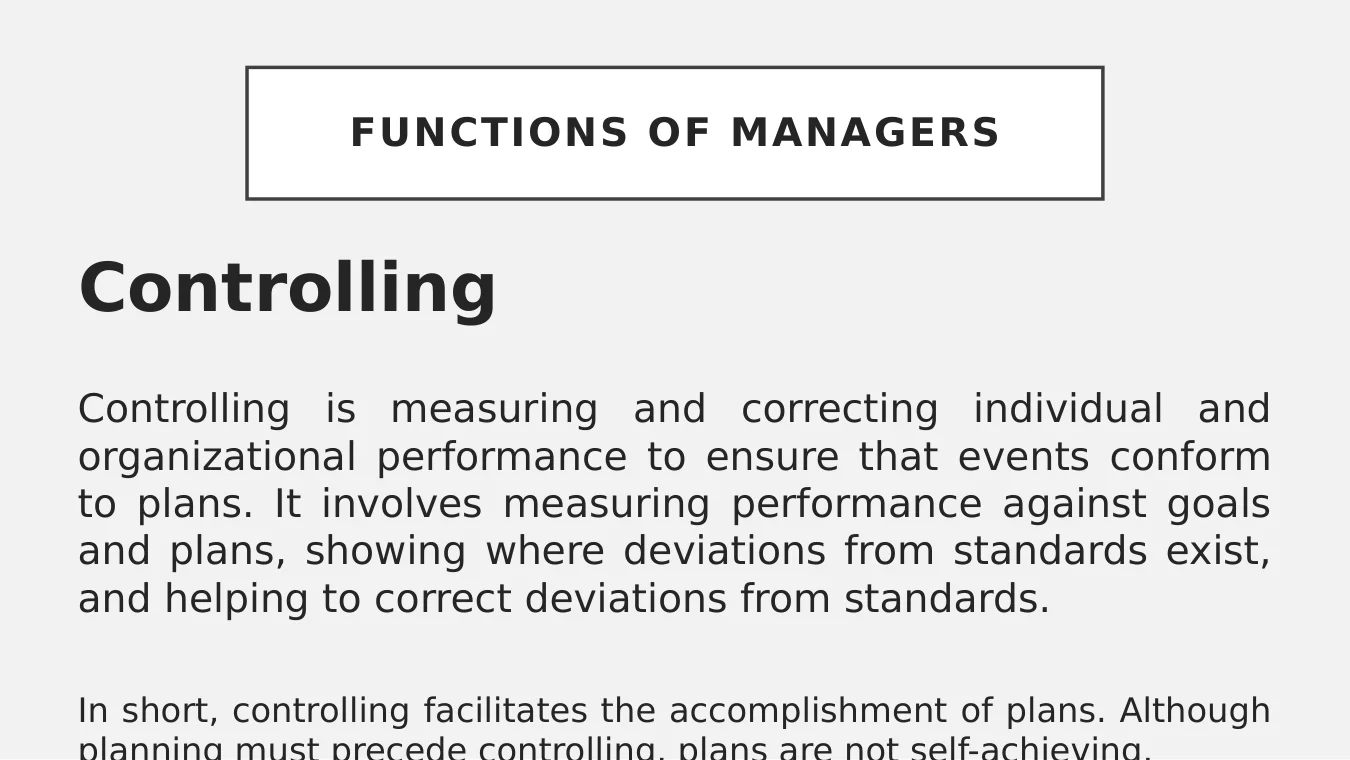 FUNCTIONS OF MANAGERS
Controlling
Controlling is measuring and correcting individual and
organizational performance to ensure that events conform
to plans. It involves measuring performance against goals
and plans, showing where deviations from standards exist,
and helping to correct deviations from standards.
In short, controlling facilitates the accomplishment of plans. Although
planning must precede controlling, plans are not self-achieving.